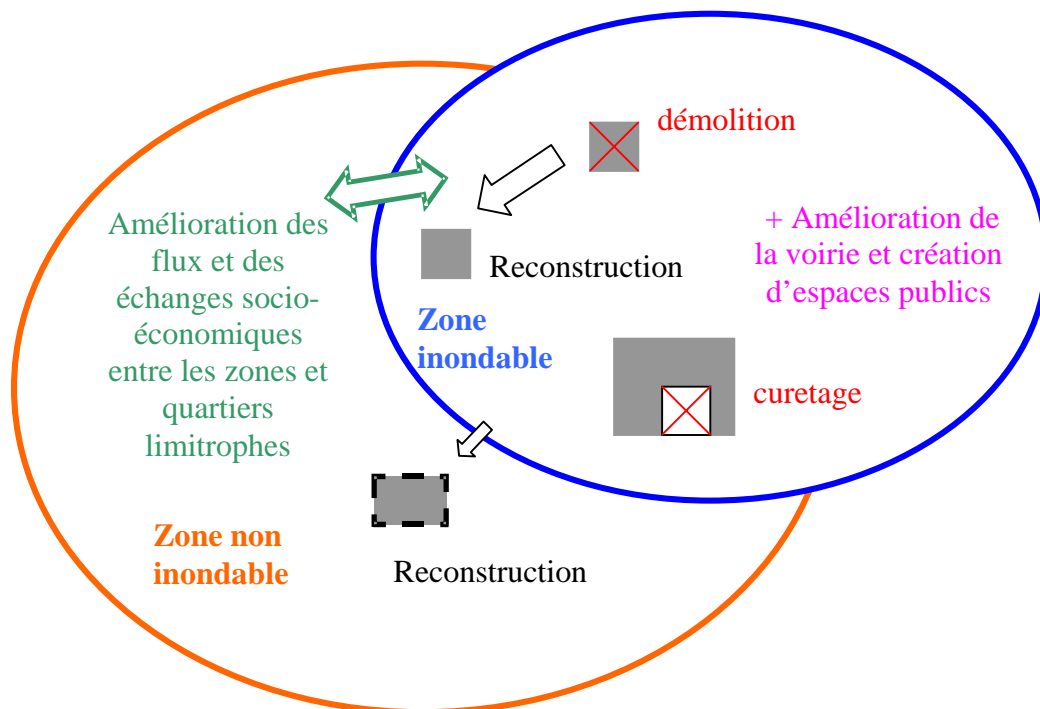 démolition
Amélioration des
flux et des
échanges socio-
économiques
entre les zones et
quartiers
limitrophes
+ Amélioration de
la voirie et création
d'espaces publics
Reconstruction
Zone
inondable
curetage
Zone non
inondable
Reconstruction